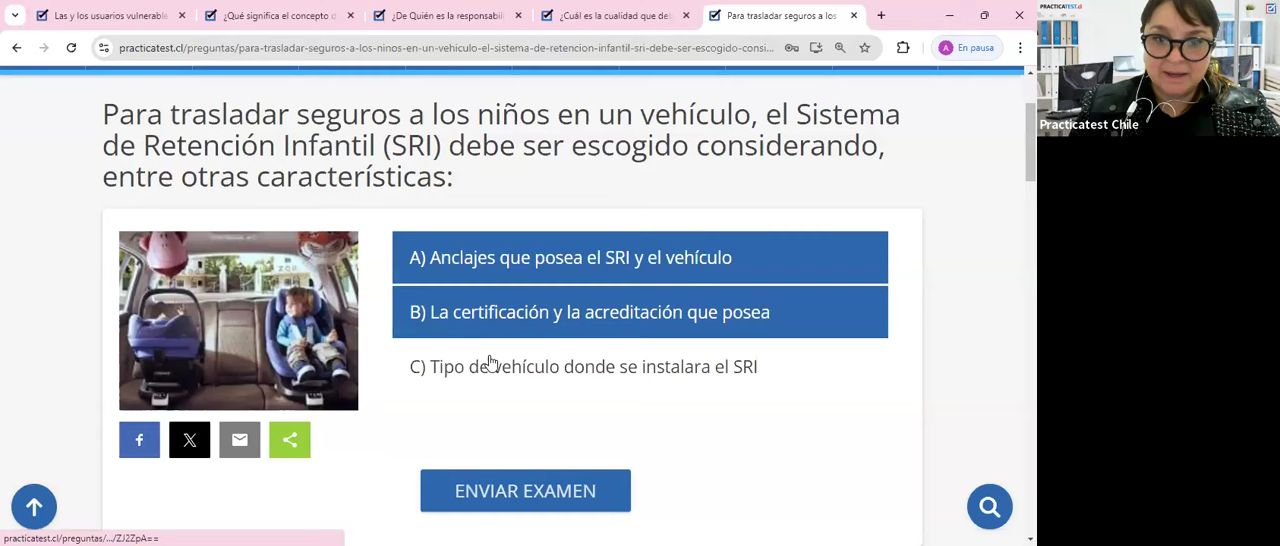 Las y los usuarios vulnerable
¿Qué significa el concepto d
¿De Quién es la responsabil
¿Cuál es la cualidad que deb
Para trasladar seguros a los
practicatest.cl/preguntas/para-trasladar-seguros-a-los-ninos-en-un-vehiculo-el-sistema-de-retencion-infantil-sri-debe-ser-escogido-consi...
A
En pausa
Para trasladar seguros a los niños en un vehículo, el Sistema
de Retención Infantil (SRI) debe ser escogido considerando,
entre otras características:
A) Anclajes que posea el SRI y el vehículo
B) La certificación y la acreditación que posea
C) Tipo de vehículo donde se instalara el SRI
ENVIAR EXAMEN
practicatest.cl/preguntas/.../ZJ2ZpA==
PRACTICATEST.cl
Practicatest Chile